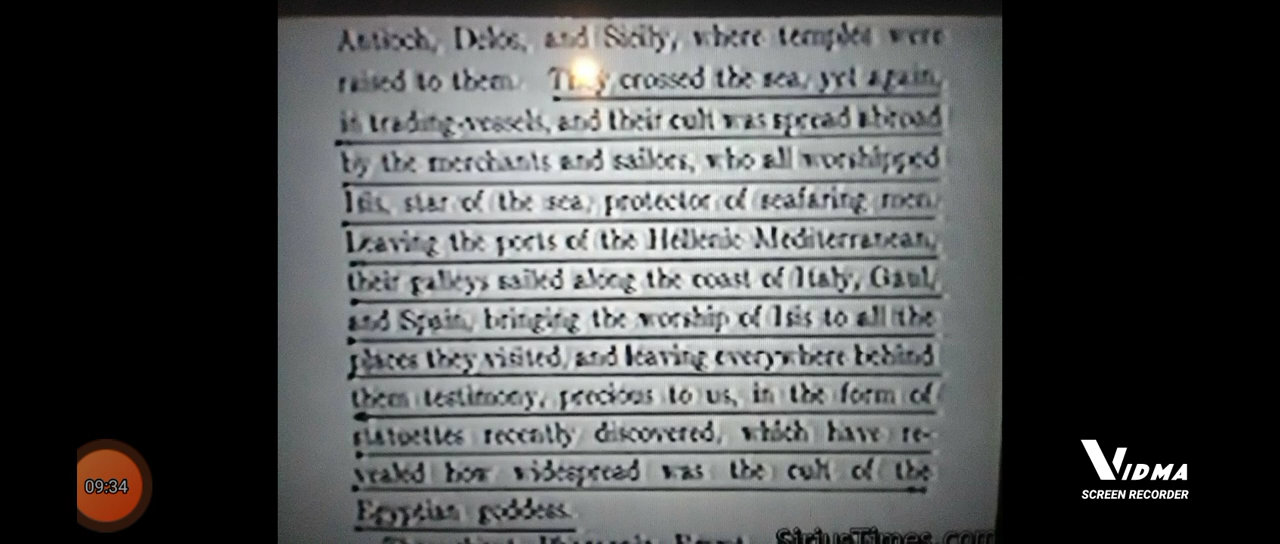 Antioch, Delos, and Sicily, where temples were
raised to them. They crossed the sea, yet again,
in trading-vessels, and their cult was spread abroad
by the merchants and sailors, who all worshipped
Isis, star of the sea, protector of seafaring men.
Leaving the ports of the Hellenic Mediterranean,
their galleys sailed along the coast of Italy, Gaul,
and Spain, bringing the worship of Isis to all the
places they visited, and leaving everywhere behind
them testimony, precious to us, in the form of
statuettes recently discovered, which have re-
vealed how widespread was the cult of the
Egyptian goddess.
Throughout Pharaonic Egypt
SiriusTimes.com
09:34
VIDMA
SCREEN RECORDER